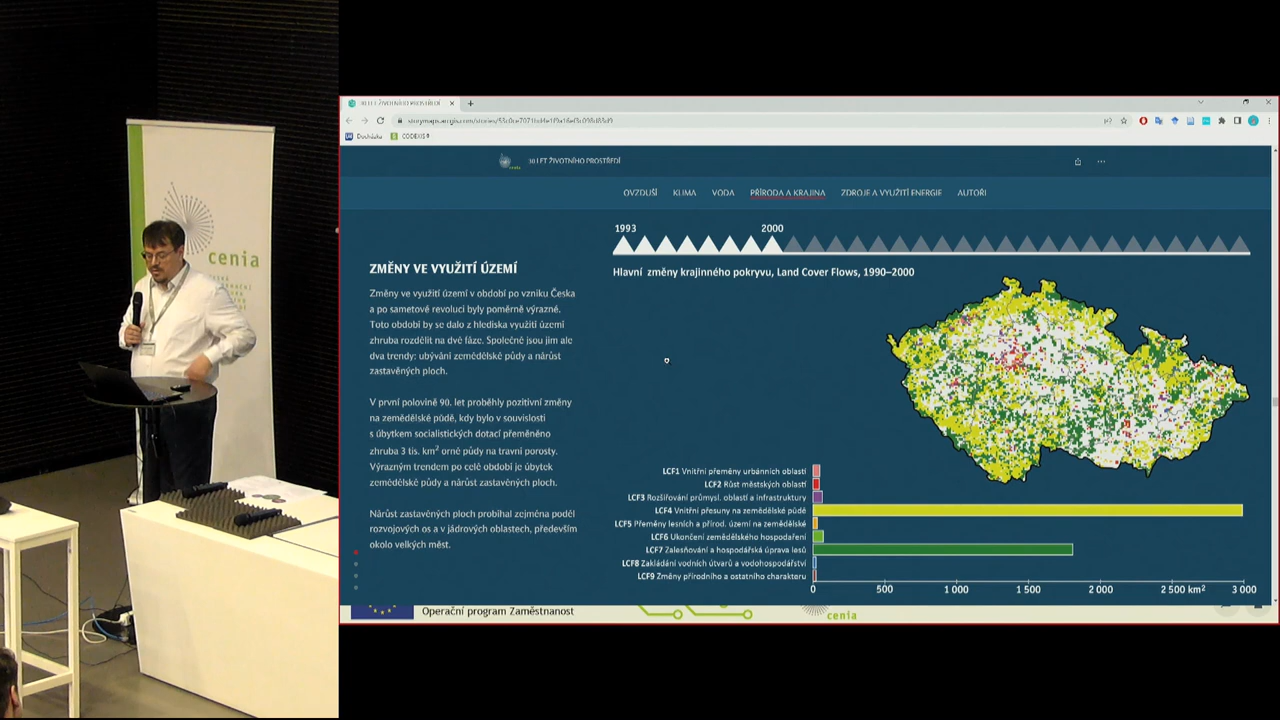 cenia
30 LET ŽIVOTNÍHO PROSTŘEDÍ
Docházka
CODEXIS®
cenia
30 LET ŽIVOTNÍHO PROSTŘEDÍ
OVZDUŠÍ KLIMA VODA PŘÍRODA A KRAJINA ZDROJE A VYUŽITÍ ENERGIE AUTOŘI
1993 2000
ZMĚNY VE VYUŽITÍ ÚZEMÍ
Změny ve využití území v období po vzniku Česka
a po sametové revoluci byly poměrně výrazné.
Toto období by se dalo z hlediska využití území
zhruba rozdělit na dvě fáze. Společné jsou jim ale
dva trendy: ubývání zemědělské půdy a nárůst
zastavěných ploch.
V první polovině 90. let proběhly pozitivní změny
na zemědělské půdě, kdy bylo v souvislosti
s úbytkem socialistických dotací přeměněno
zhruba 3 tis. km² orné půdy na travní porosty.
Výrazným trendem po celé období je úbytek
zemědělské půdy a nárůst zastavěných ploch.
Nárůst zastavěných ploch probíhal zejména podél
rozvojových os a v jádrových oblastech, především
okolo velkých měst.
Hlavní změny krajinného pokryvu, Land Cover Flows, 1990–2000
LCF1 Vnitřní přeměny urbánních oblastí
LCF2 Růst městských oblastí
LCF3 Rozšiřování průmysl. oblastí a infrastruktury
LCF4 Vnitřní přesuny na zemědělské půdě
LCF5 Přeměny lesních a přírod. území na zemědělské
LCF6 Ukončení zemědělského hospodaření
LCF7 Zalesňování a hospodářská úprava lesů
LCF8 Zakládání vodních útvarů a vodohospodářství
LCF9 Změny přírodního a ostatního charakteru
0 500 1 000 1 500 2 000 2 500 km² 3 000
Operační program Zaměstnanost
cenia